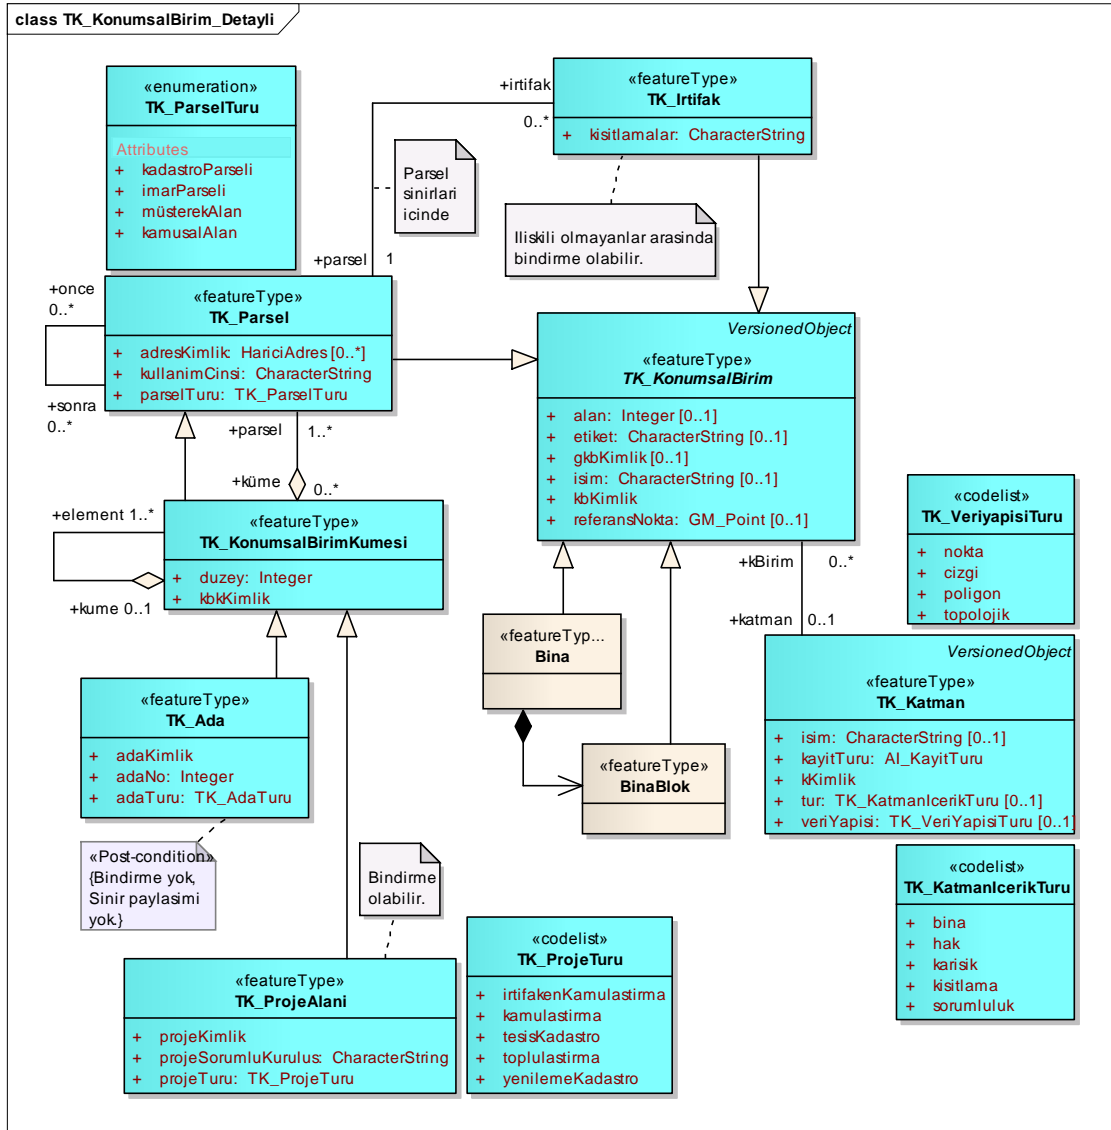 class TK_KonumsalBirim_Detayli
«enumeration»
TK_ParselTuru
Attributes
+ kadastroParseli
+ imarParseli
+ müsterekAlan
+ kamusalAlan
+irtifak
0..*
«featureType»
TK_Irtifak
+ kisitlamalar: CharacterString
Parsel
sinirlari
icinde
Iliskili olmayanlar arasinda
bindirme olabilir.
+parsel 1
+once
0..*
+sonra
0..*
«featureType»
TK_Parsel
+ adresKimlik: HariciAdres [0..*]
+ kullanimCinsi: CharacterString
+ parselTuru: TK_ParselTuru
+parsel 1..*
+küme 0..*
VersionedObject
«featureType»
TK_KonumsalBirim
+ alan: Integer [0..1]
+ etiket: CharacterString [0..1]
+ gkbKimlik [0..1]
+ isim: CharacterString [0..1]
+ kbKimlik
+ referansNokta: GM_Point [0..1]
+element 1..*
+kume 0..1
«featureType»
TK_KonumsalBirimKumesi
+ duzey: Integer
+ kbkKimlik
+kBirim 0..*
+katman 0..1
«codelist»
TK_VeriyapisiTuru
+ nokta
+ cizgi
+ poligon
+ topolojik
«featureTyp...
Bina
VersionedObject
«featureType»
TK_Katman
+ isim: CharacterString [0..1]
+ kayitTuru: AI_KayitTuru
+ kKimlik
+ tur: TK_KatmanIcerikTuru [0..1]
+ veriYapisi: TK_VeriYapisiTuru [0..1]
«featureType»
TK_Ada
+ adaKimlik
+ adaNo: Integer
+ adaTuru: TK_AdaTuru
«featureType»
BinaBlok
«Post-condition»
{Bindirme yok,
Sinir paylasimi
yok.}
Bindirme
olabilir.
«codelist»
TK_KatmanIcerikTuru
+ bina
+ hak
+ karisik
+ kisitlama
+ sorumluluk
«featureType»
TK_ProjeAlani
+ projeKimlik
+ projeSorumluKurulus: CharacterString
+ projeTuru: TK_ProjeTuru
«codelist»
TK_ProjeTuru
+ irtifakenKamulastirma
+ kamulastirma
+ tesisKadastro
+ toplulastirma
+ yenilemeKadastro